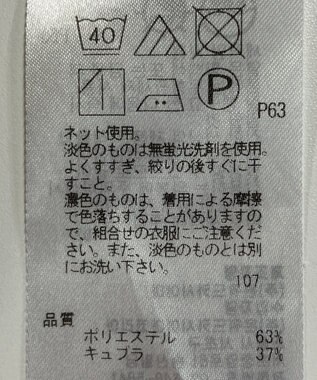 40
P
P63
ネット使用。
淡色のものは無蛍光洗剤を使用。
よくすすぎ、絞りの後すぐに干
すこと。
濃色のものは、着用による摩擦
で色落ちすることがありますの
で、組合せの衣服にご注意くだ
さい。また、淡色のものとは別
にお洗い下さい。
107
品質
ポリエステル 63%
キュプラ 37%